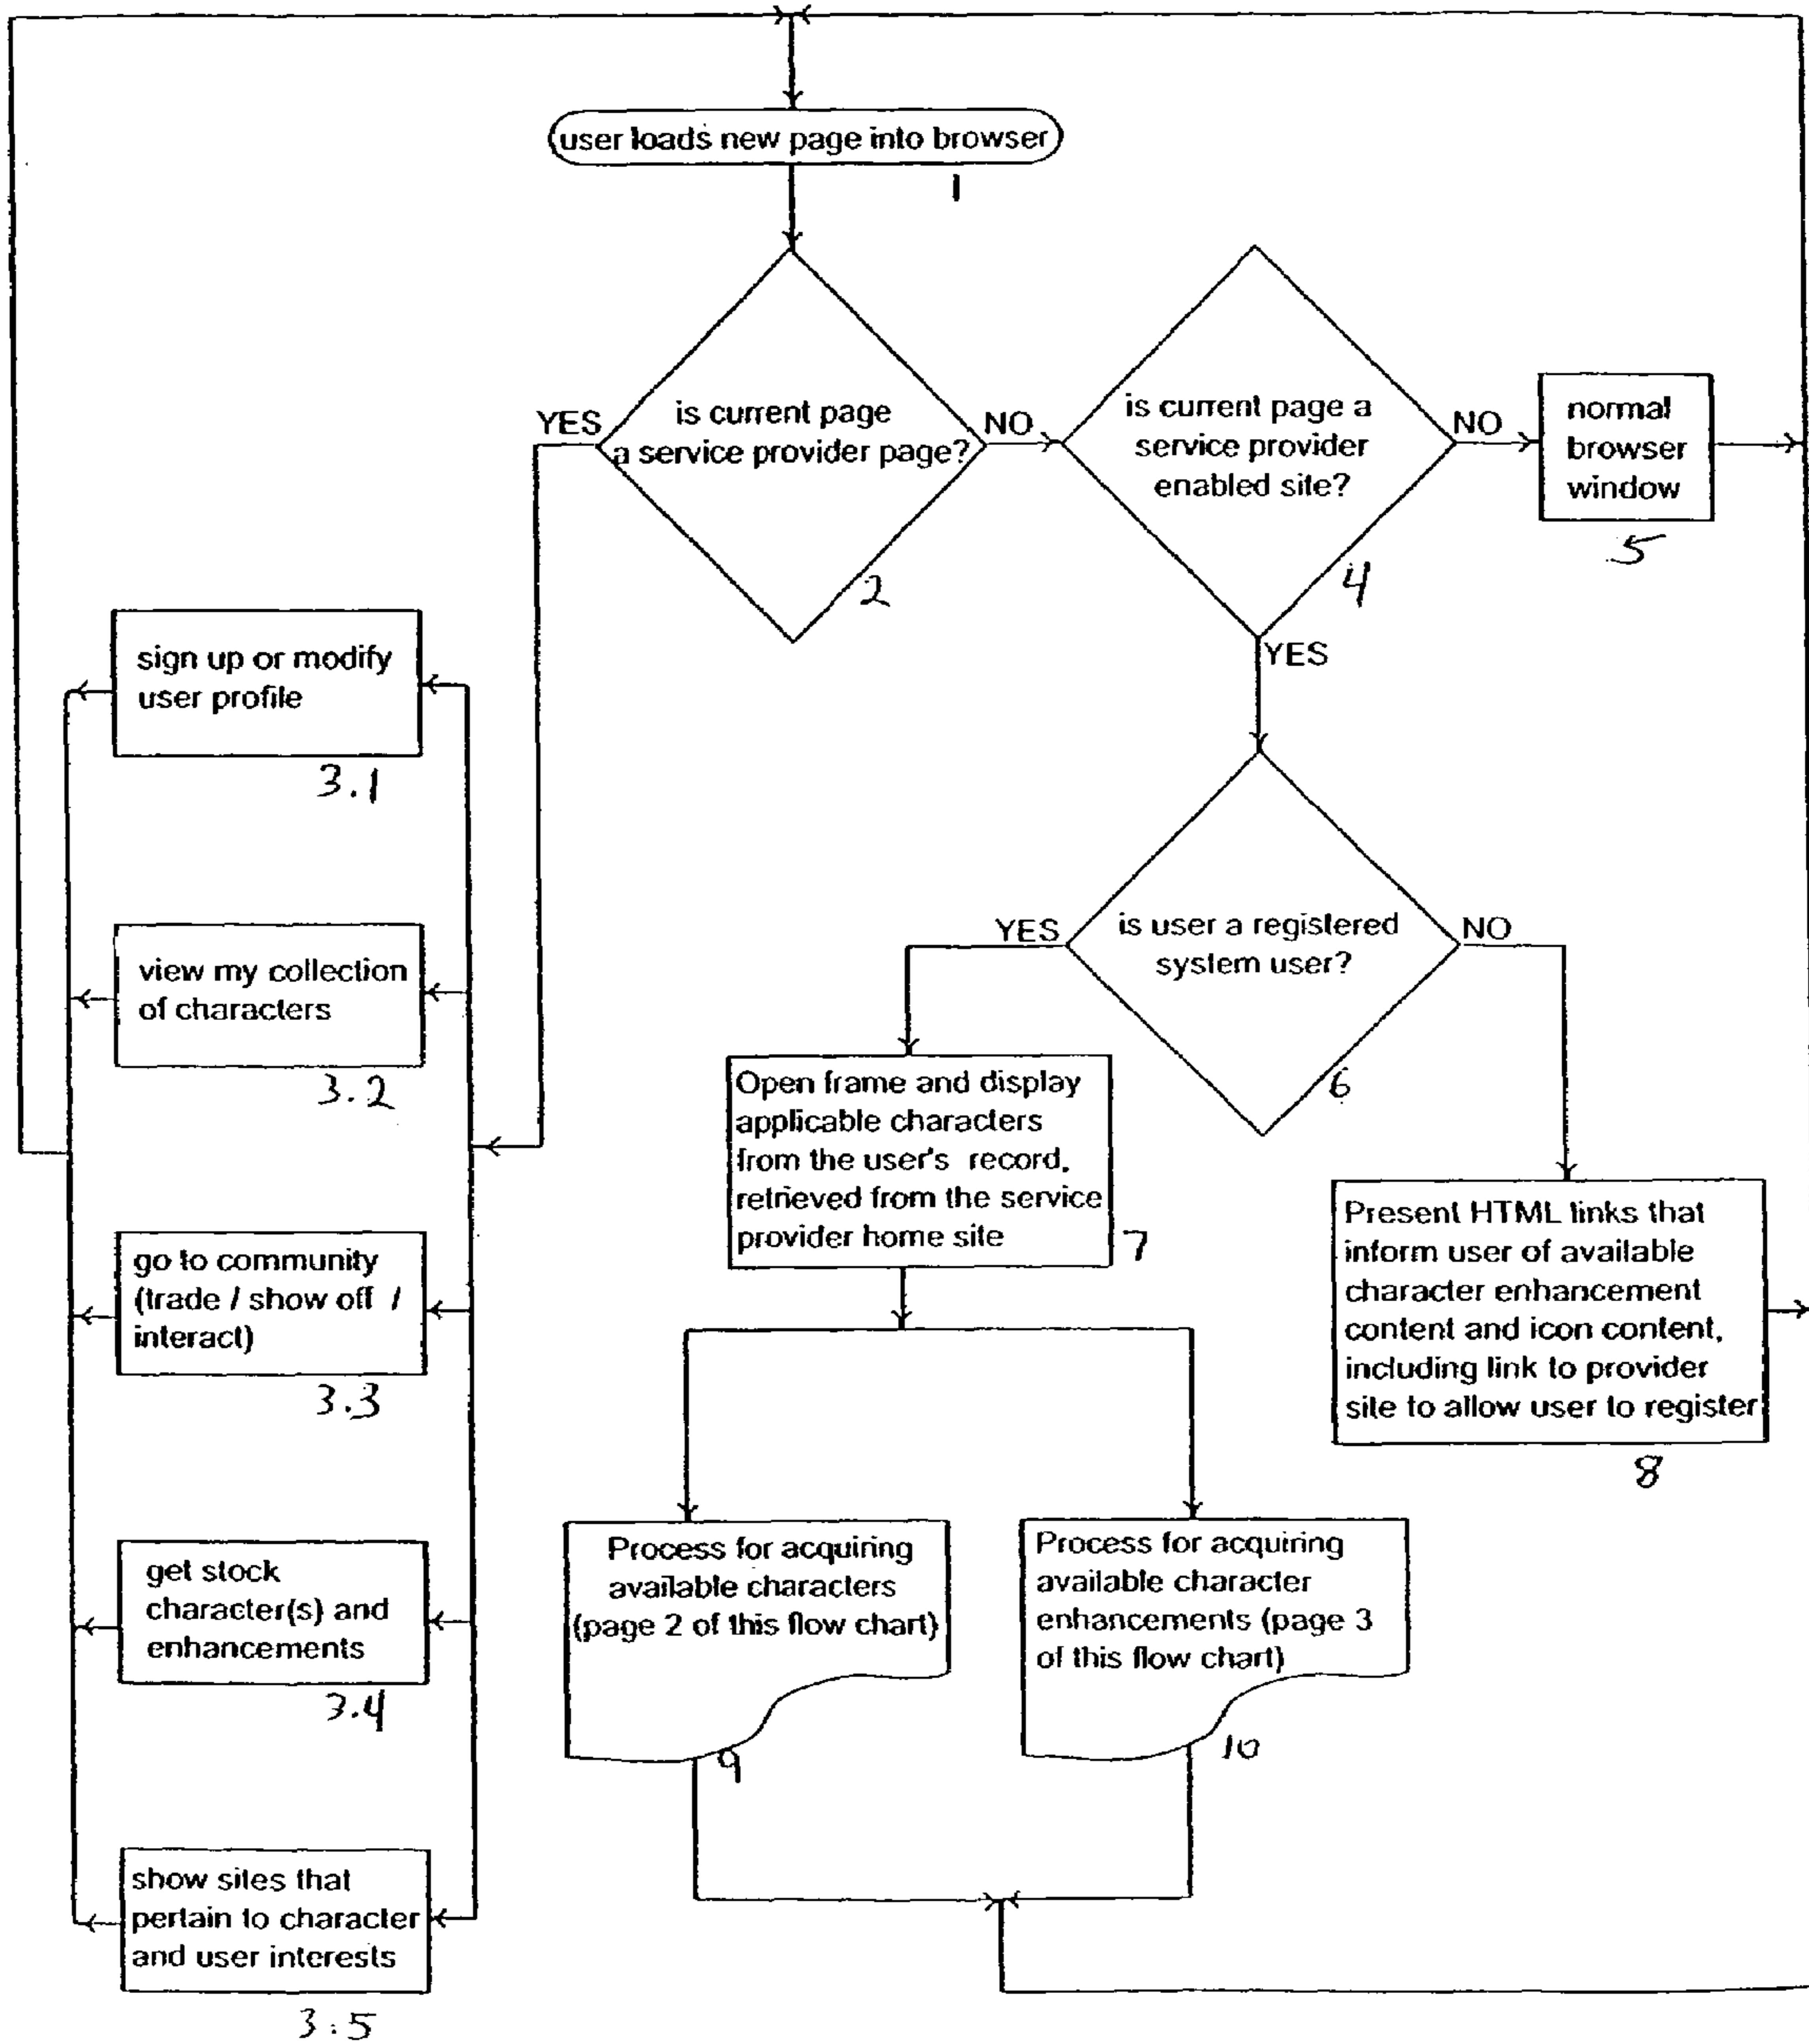 user loads new page into browser
1
is current page
a service provider page?
YES
NO
2
is current page a
service provider
enabled site?
NO
YES
4
normal
browser
window
5
sign up or modify
user profile
3.1
view my collection
of characters
3.2
go to community
(trade / show off /
interact)
3.3
get stock
character(s) and
enhancements
3.4
show sites that
pertain to character
and user interests
3.5
is user a registered
system user?
YES
NO
6
Open frame and display
applicable characters
from the user's record,
retrieved from the service
provider home site
7
Present HTML links that
inform user of available
character enhancement
content and icon content,
including link to provider
site to allow user to register
8
Process for acquiring
available characters
(page 2 of this flow chart)
9
Process for acquiring
available character
enhancements (page 3
of this flow chart)
10